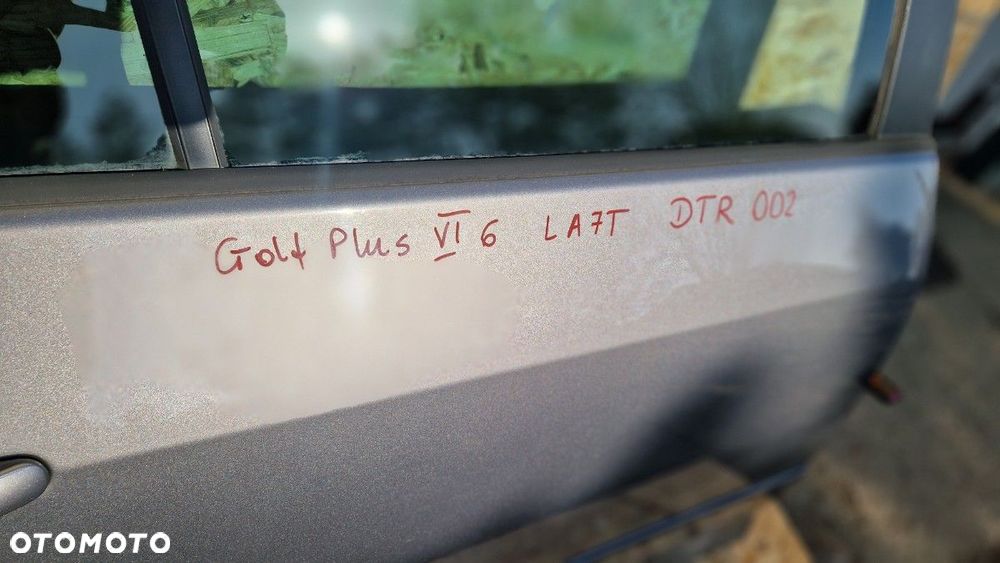 Golf Plus VI 6 LA7T DTR 002
OTOMOTO